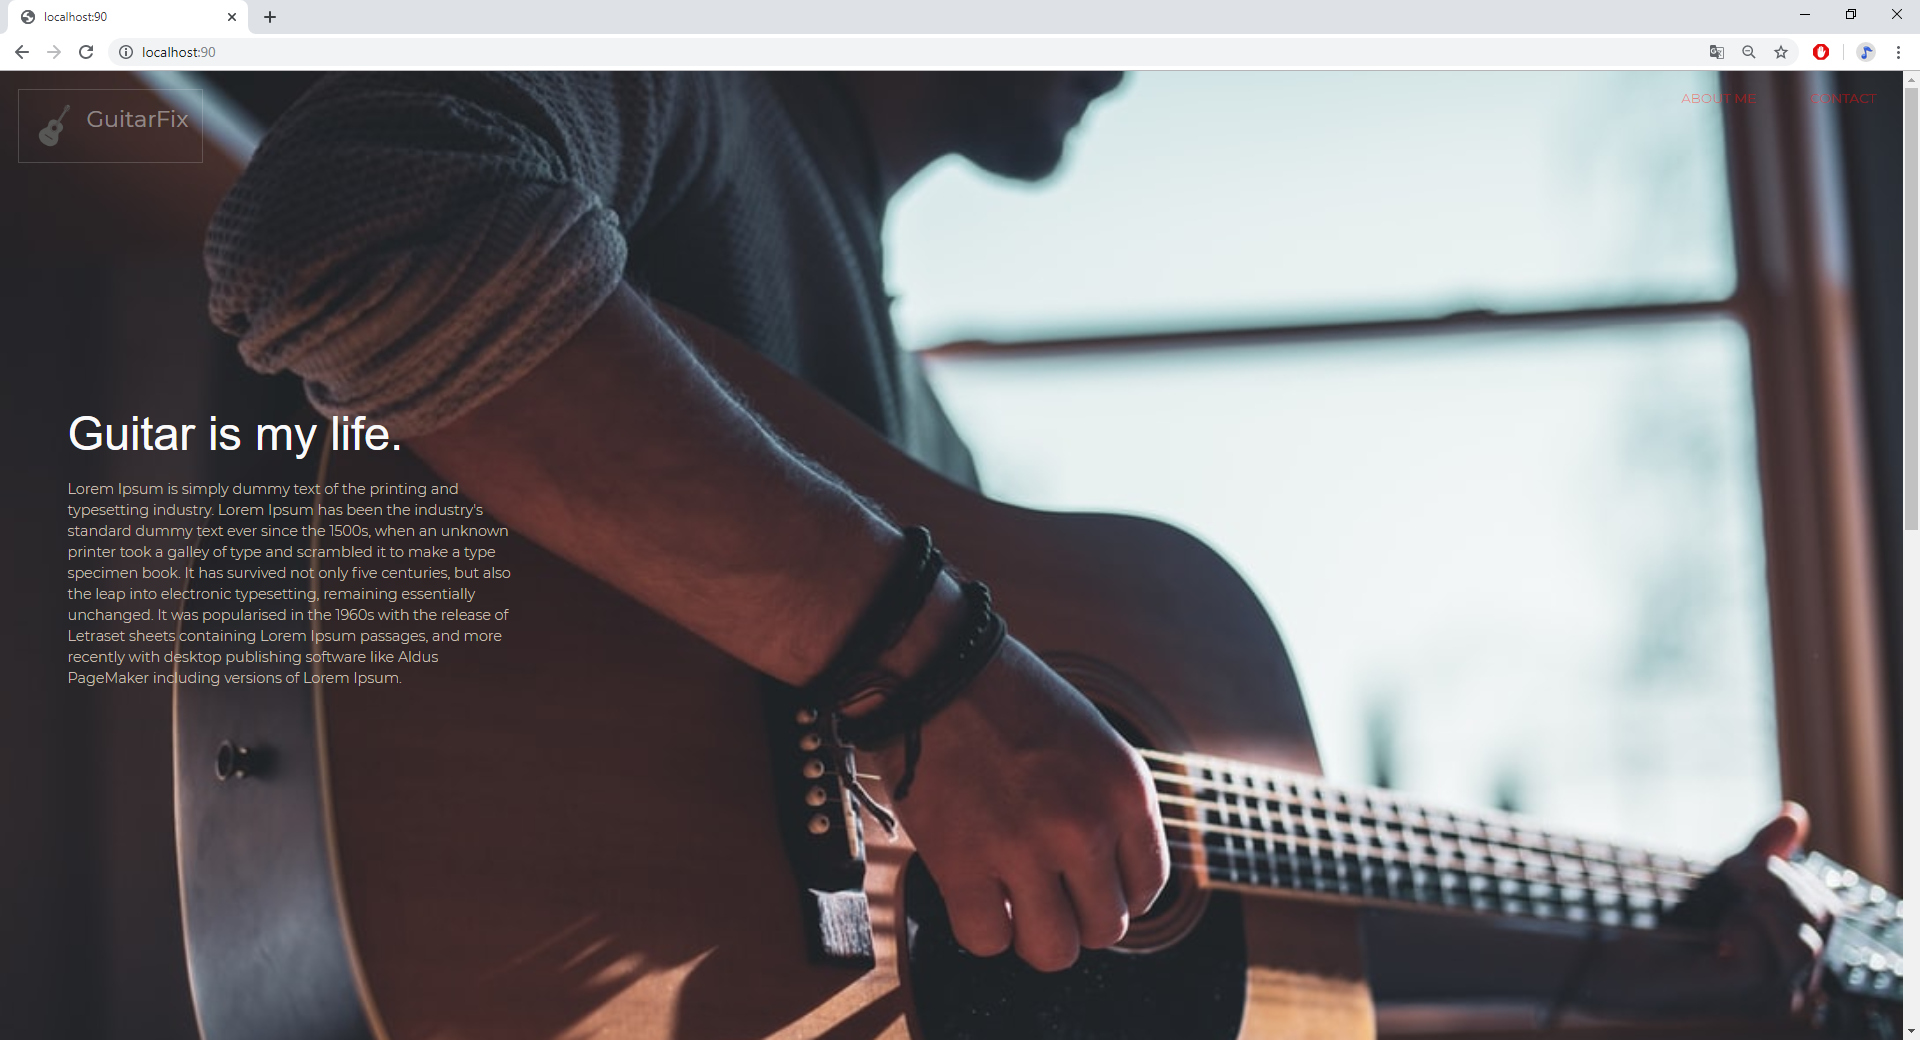 localhost:90
localhost:90
GuitarFix
ABOUT ME
CONTACT
Guitar is my life.
Lorem Ipsum is simply dummy text of the printing and
typesetting industry. Lorem Ipsum has been the industry's
standard dummy text ever since the 1500s, when an unknown
printer took a galley of type and scrambled it to make a type
specimen book. It has survived not only five centuries, but also
the leap into electronic typesetting, remaining essentially
unchanged. It was popularised in the 1960s with the release of
Letraset sheets containing Lorem Ipsum passages, and more
recently with desktop publishing software like Aldus
PageMaker including versions of Lorem Ipsum.